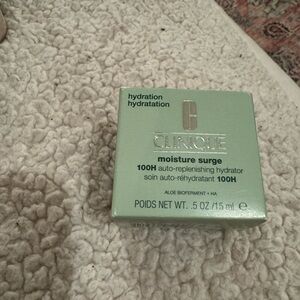 hydration
hydratation
CLINIQUE
moisture surge
100H auto-replenishing hydrator
soin auto-réhydratant 100H
ALOE BIOFERMENT + HA
POIDS NET WT. .5 OZ / 15 ml e